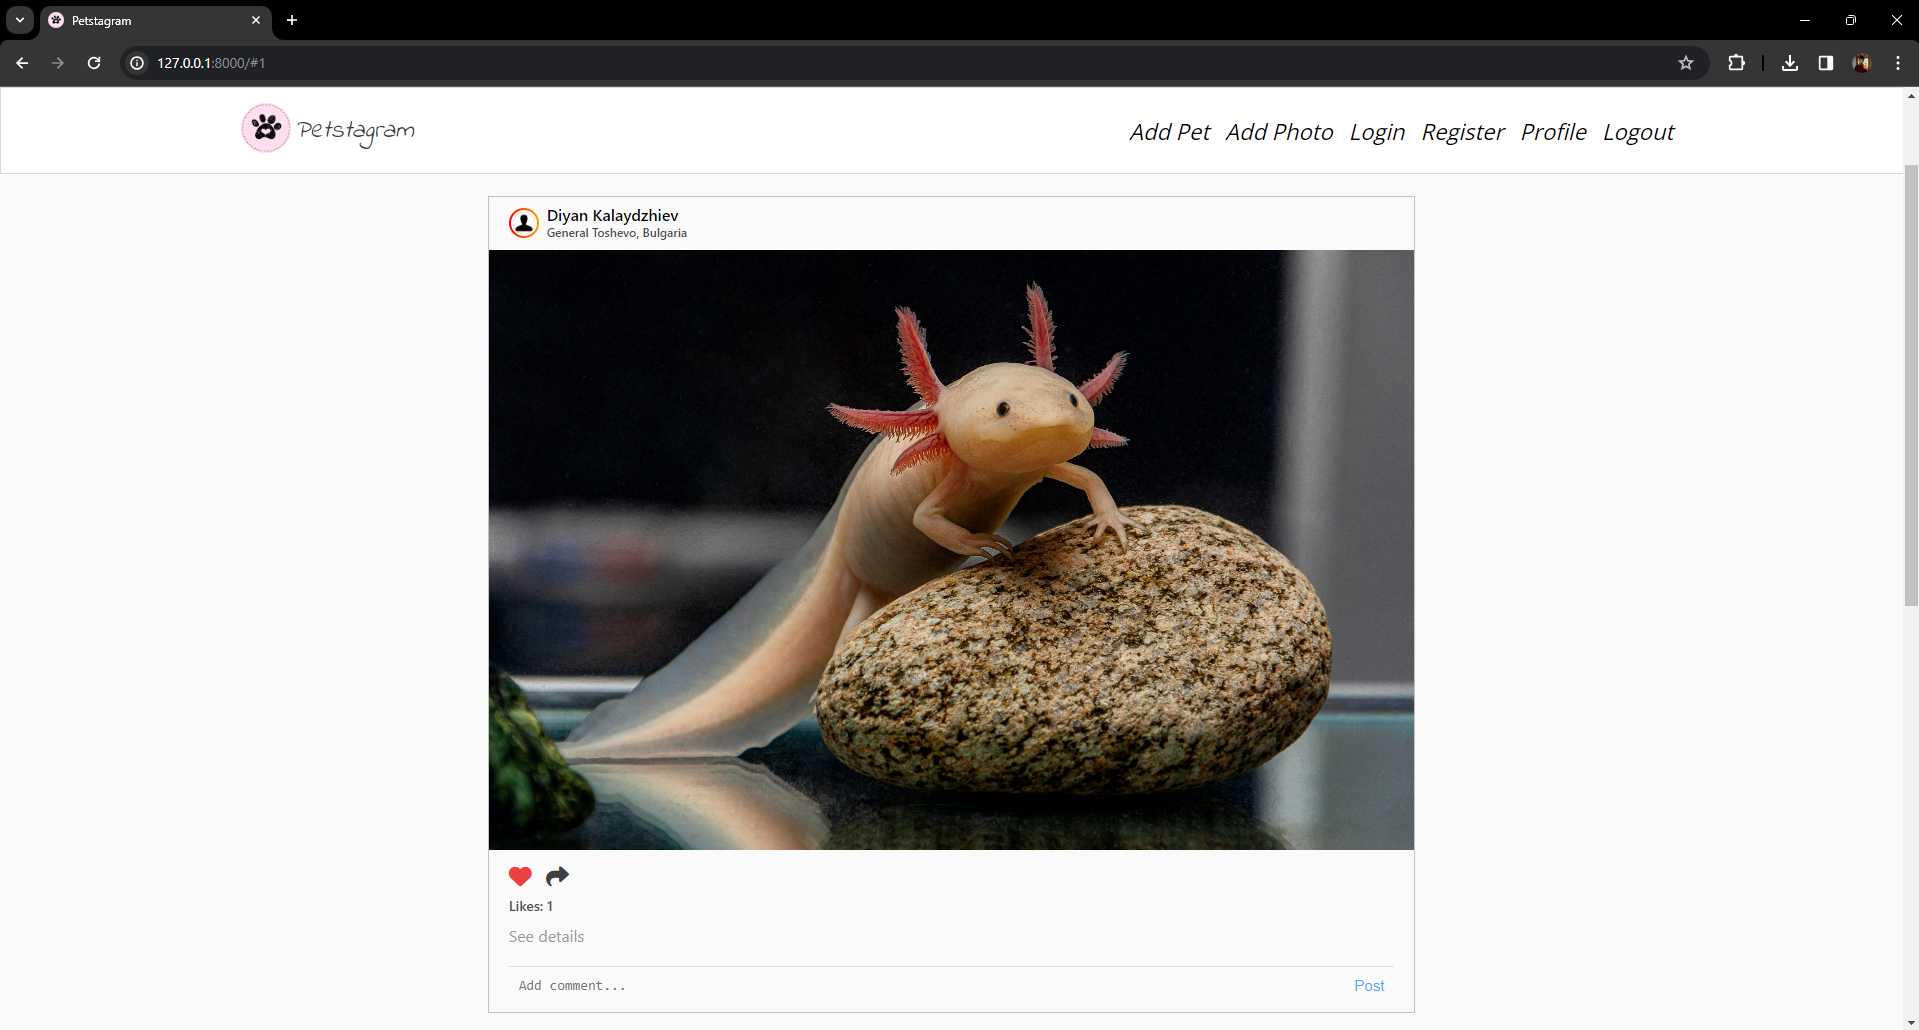 Petstagram
127.0.0.1:8000/#1
Petstagram
Add Pet Add Photo Login Register Profile Logout
Diyan Kalaydzhiev
General Toshevo, Bulgaria
Likes: 1
See details
Add comment... Post